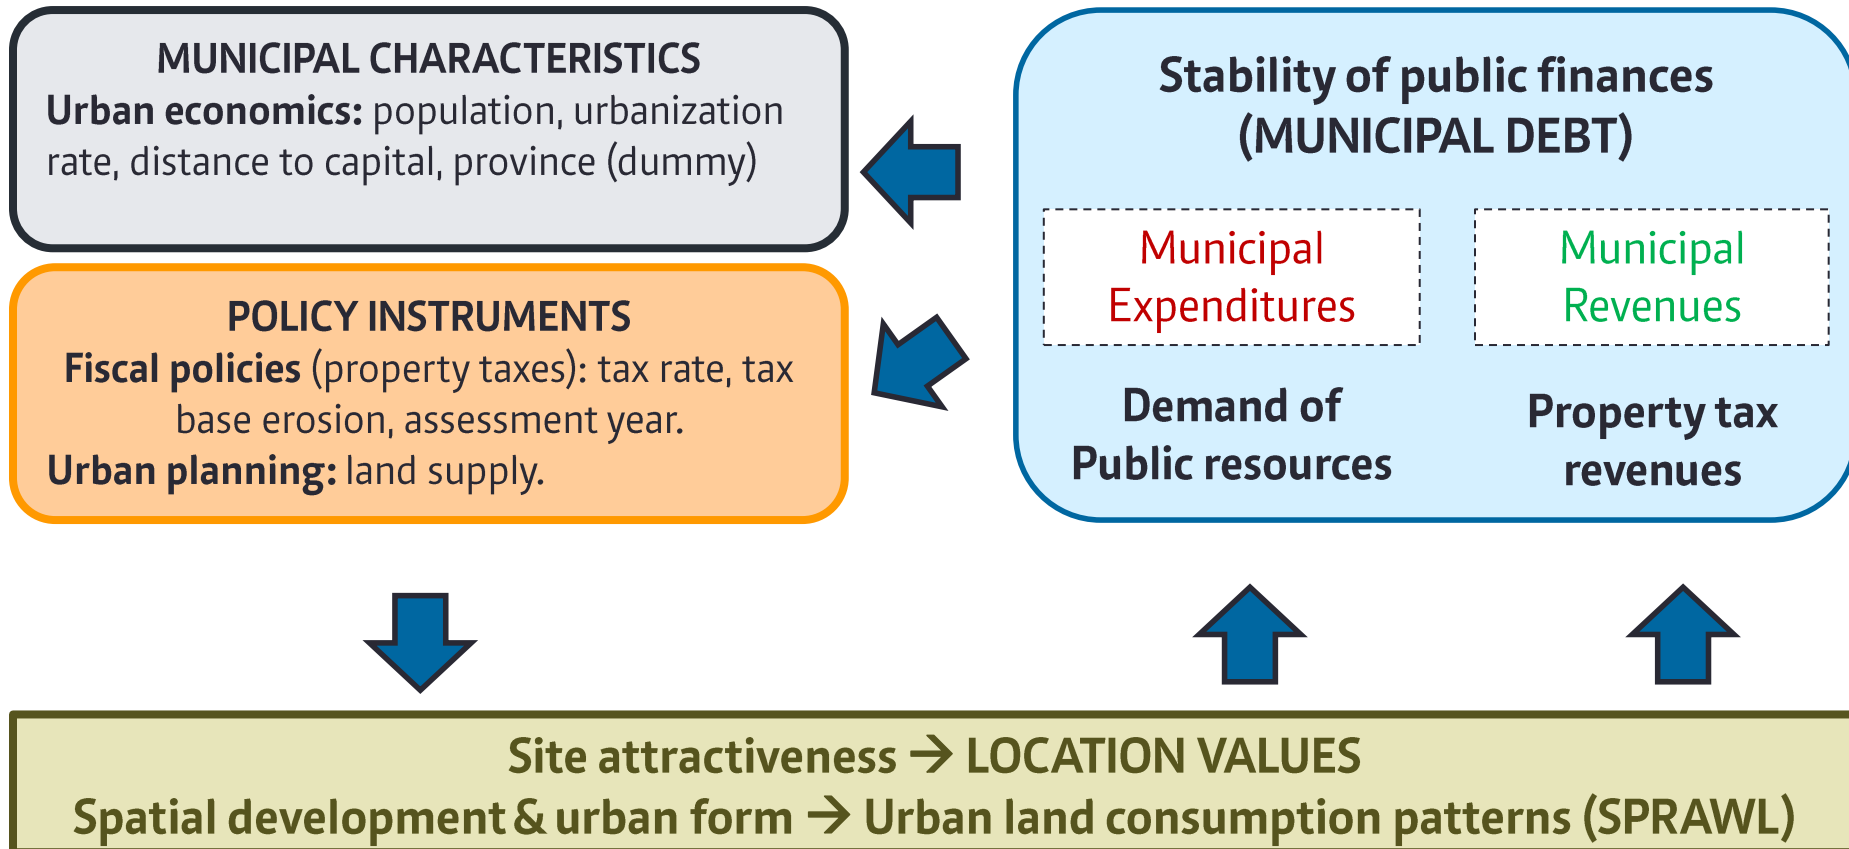 MUNICIPAL CHARACTERISTICS
Urban economics: population, urbanization
rate, distance to capital, province (dummy)
POLICY INSTRUMENTS
Fiscal policies (property taxes): tax rate, tax
base erosion, assessment year.
Urban planning: land supply.
Stability of public finances
(MUNICIPAL DEBT)
Municipal
Expenditures
Municipal
Revenues
Demand of
Public resources
Property tax
revenues
Site attractiveness → LOCATION VALUES
Spatial development & urban form → Urban land consumption patterns (SPRAWL)